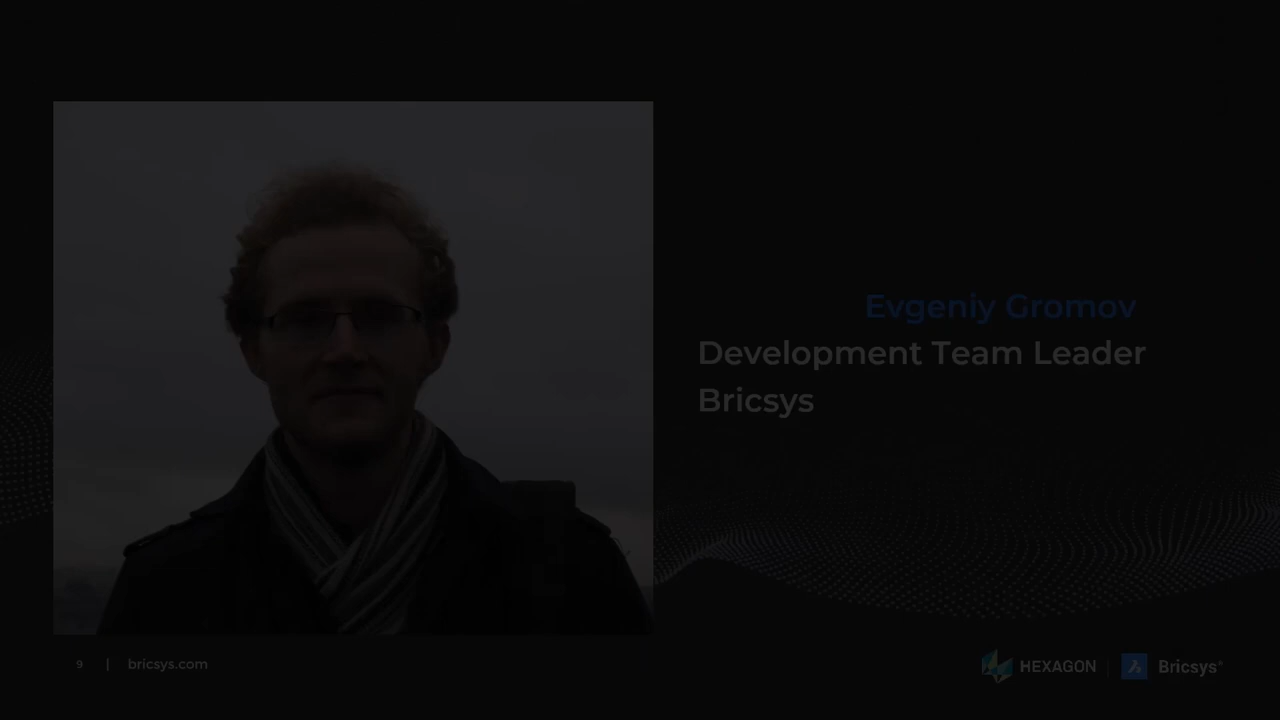 Evgeniy Gromov
Development Team Leader
Bricsys
9 | bricsys.com
HEXAGON | Bricsys®